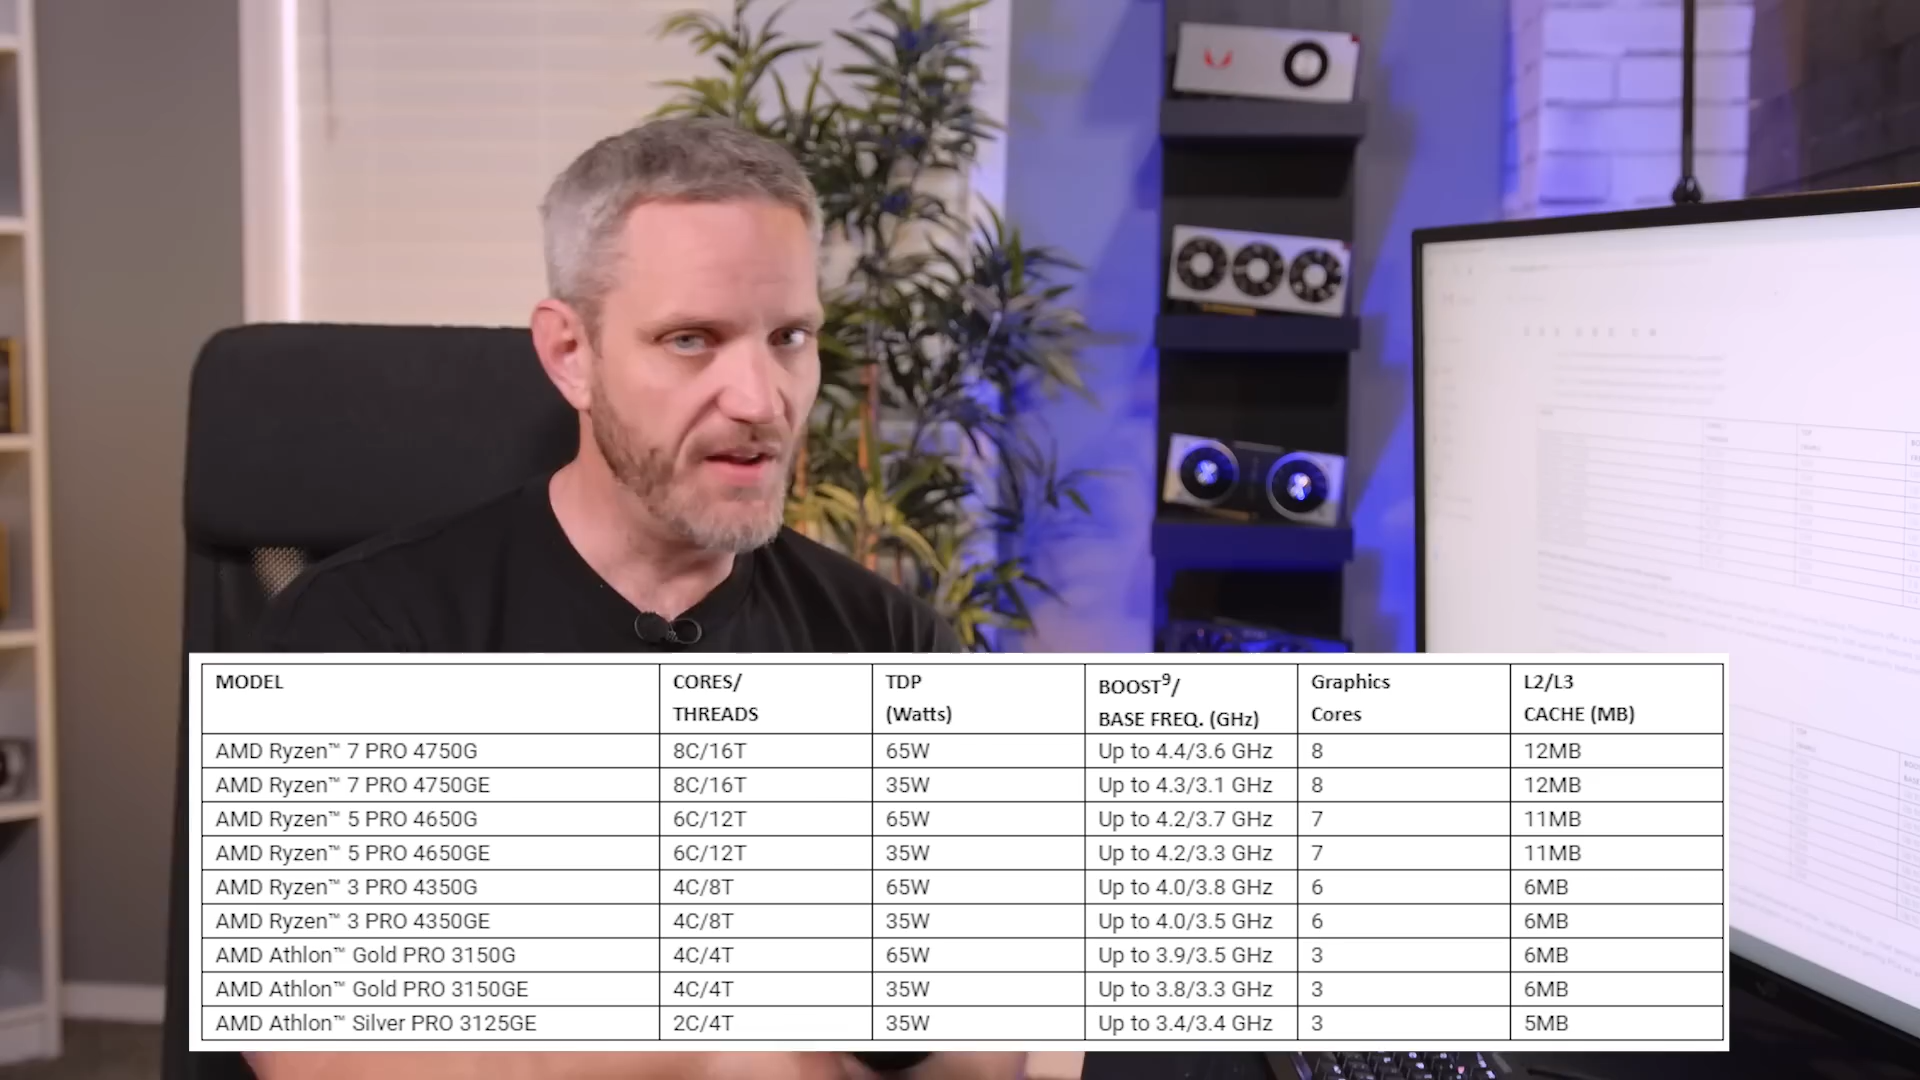 MODEL CORES/ THREADS TDP (Watts) BOOST9/ BASE FREQ. (GHz) Graphics Cores L2/L3 CACHE (MB)
AMD Ryzen™ 7 PRO 4750G 8C/16T 65W Up to 4.4/3.6 GHz 8 12MB
AMD Ryzen™ 7 PRO 4750GE 8C/16T 35W Up to 4.3/3.1 GHz 8 12MB
AMD Ryzen™ 5 PRO 4650G 6C/12T 65W Up to 4.2/3.7 GHz 7 11MB
AMD Ryzen™ 5 PRO 4650GE 6C/12T 35W Up to 4.2/3.3 GHz 7 11MB
AMD Ryzen™ 3 PRO 4350G 4C/8T 65W Up to 4.0/3.8 GHz 6 6MB
AMD Ryzen™ 3 PRO 4350GE 4C/8T 35W Up to 4.0/3.5 GHz 6 6MB
AMD Athlon™ Gold PRO 3150G 4C/4T 65W Up to 3.9/3.5 GHz 3 6MB
AMD Athlon™ Gold PRO 3150GE 4C/4T 35W Up to 3.8/3.3 GHz 3 6MB
AMD Athlon™ Silver PRO 3125GE 2C/4T 35W Up to 3.4/3.4 GHz 3 5MB